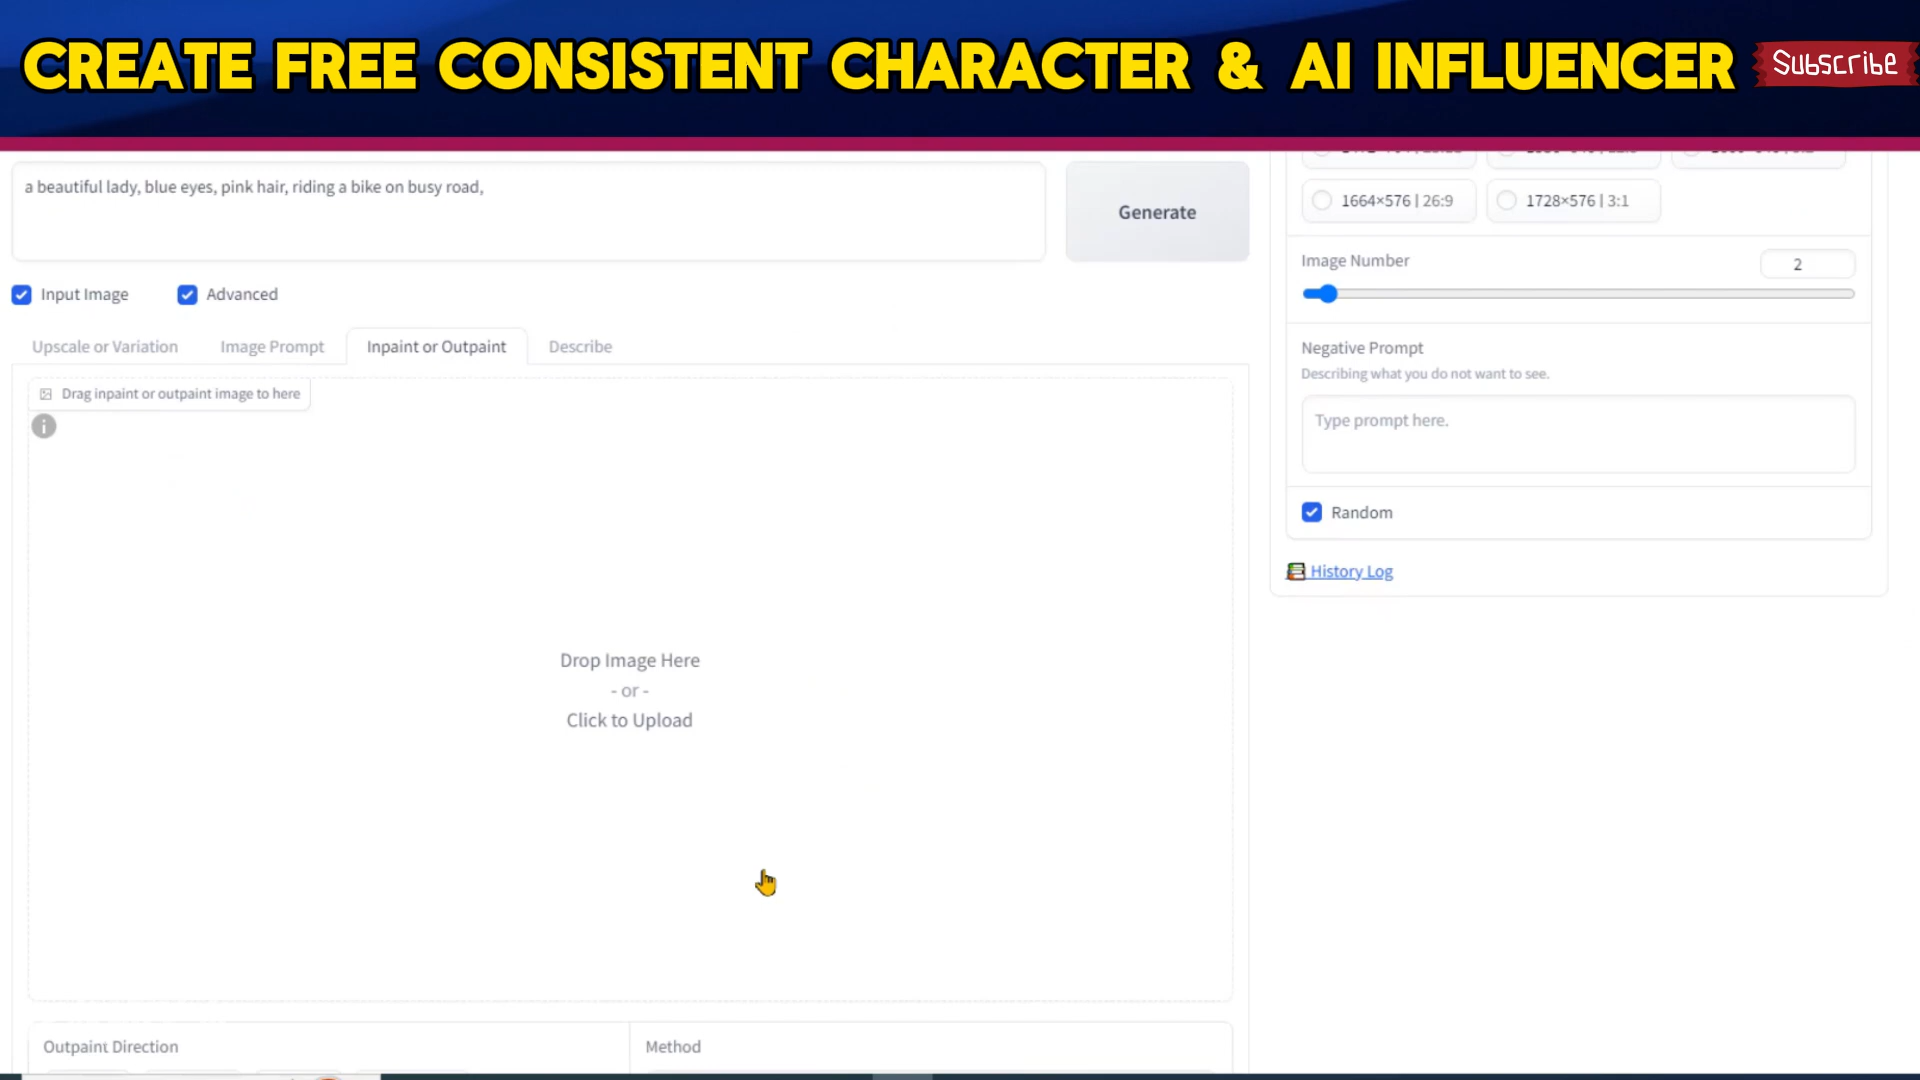 CREATE FREE CONSISTENT CHARACTER & AI INFLUENCER
Subscribe
a beautiful lady, blue eyes, pink hair, riding a bike on busy road,
Generate
1664×576 | 26:9
1728×576 | 3:1
Image Number
2
Input Image
Advanced
Upscale or Variation
Image Prompt
Inpaint or Outpaint
Describe
Negative Prompt
Describing what you do not want to see.
Type prompt here.
Drag inpaint or outpaint image to here
Random
History Log
Drop Image Here
- or -
Click to Upload
Outpaint Direction
Method